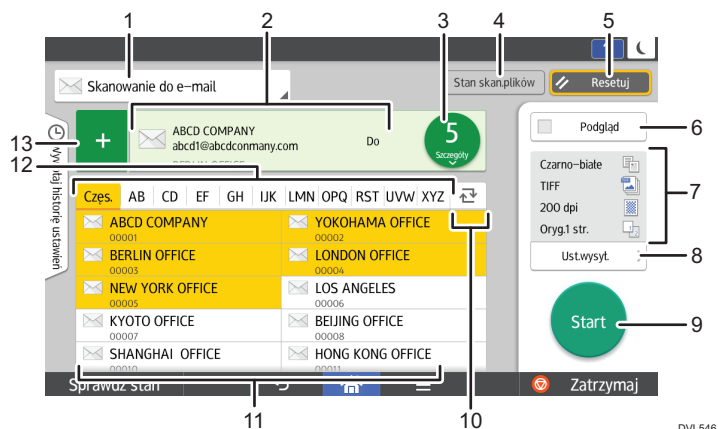 1 2 3 4 5
Skanowanie do e-mail
Stan skan.plików
Resetuj
ABCD COMPANY
abcd1@abcdconmany.com
Do
5
Szczegóły
Podgląd
6
13
12
Częs. AB CD EF GH IJK LMN OPQ RST UVW XYZ
Czarno-białe
TIFF
200 dpi
Oryg.1 str.
7
Ust.wysył.
8
ABCD COMPANY
00001
YOKOHAMA OFFICE
00002
BERLIN OFFICE
00003
LONDON OFFICE
00004
NEW YORK OFFICE
00005
LOS ANGELES
00006
KYOTO OFFICE
00007
BEIJING OFFICE
00008
SHANGHAI OFFICE
00010
HONG KONG OFFICE
00011
Start
9
Sprawdź stan
Zatrzymaj
11
10
historię ustawień